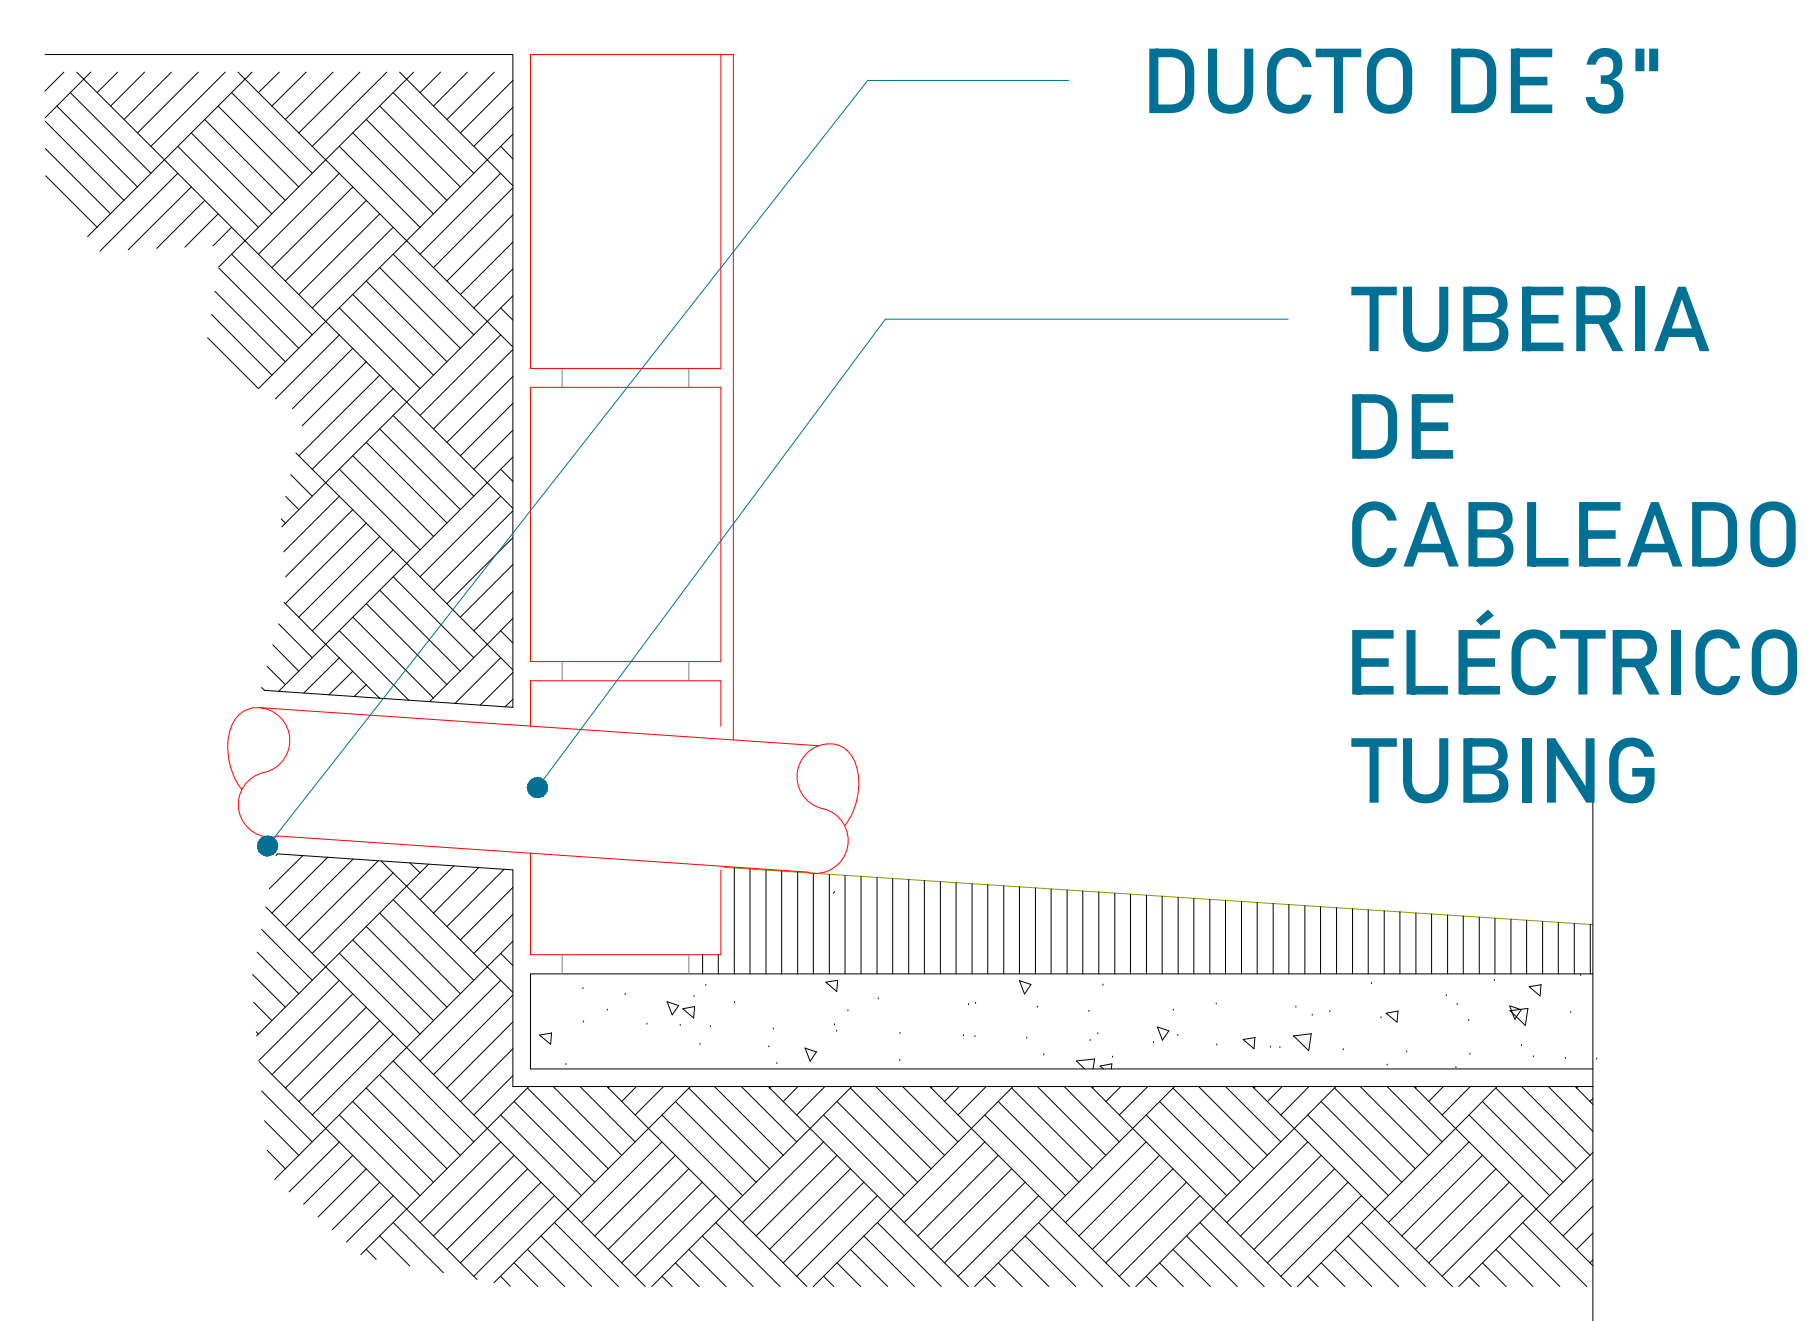 DUCTO DE 3"
TUBERIA
DE
CABLEADO
ELÉCTRICO
TUBING